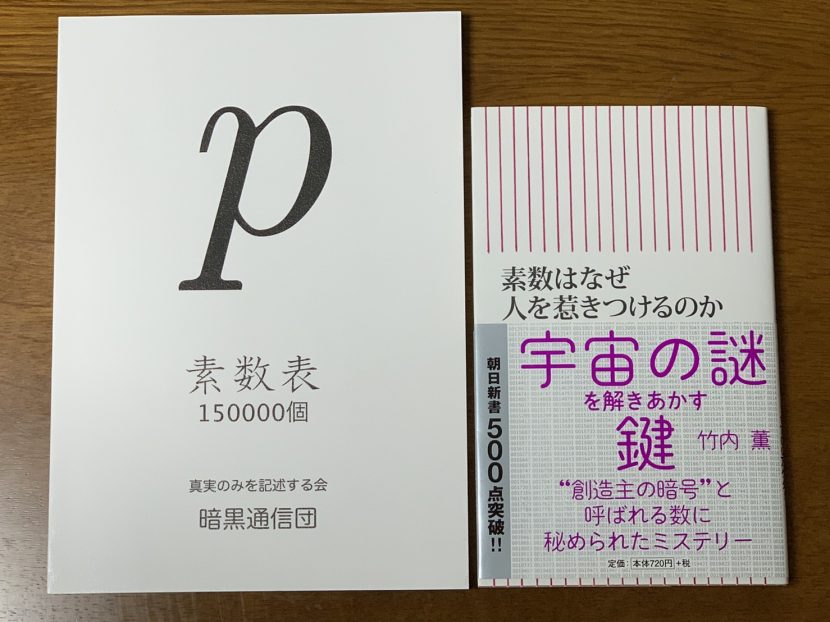 p
素数表
150000個
真実のみを記述する会
暗黒通信団
素数はなぜ
人を惹きつけるのか
宇宙の謎
を解きあかす
鍵
竹内 薫
“創造主の暗号”と
呼ばれる数に
秘められたミステリー
定価：本体720円+税
朝日新書500点突破!!